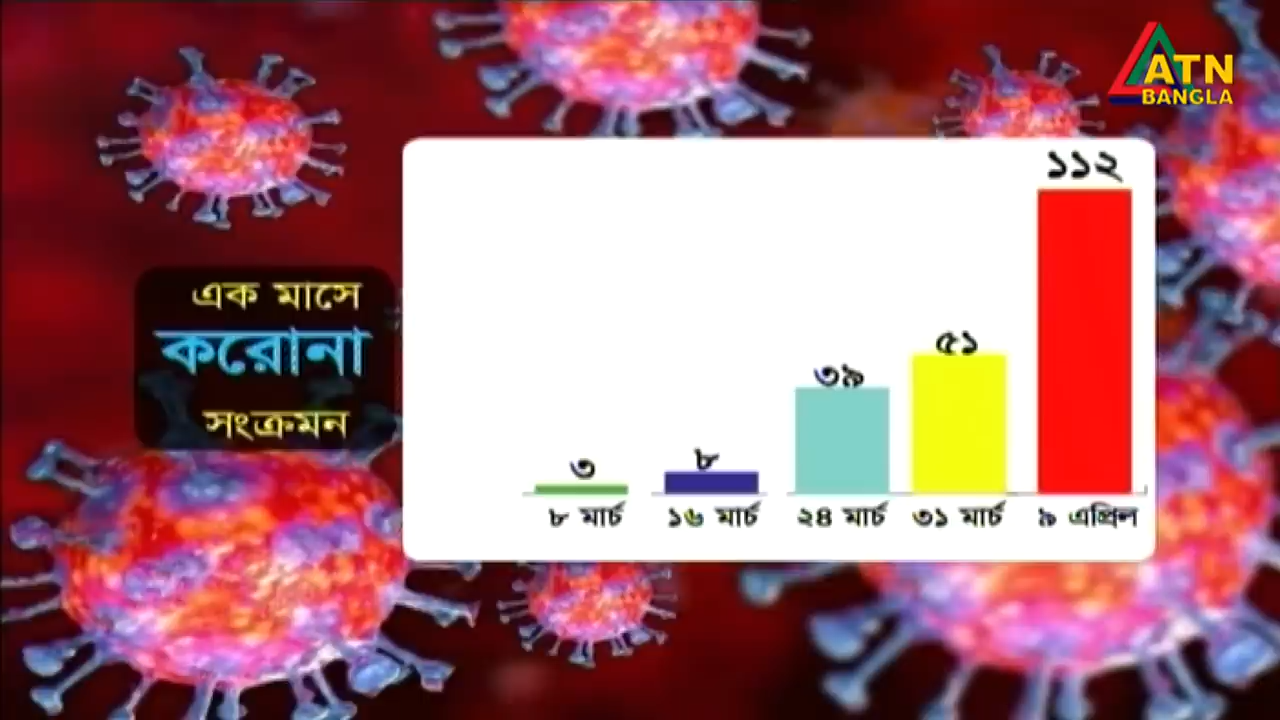 ATN
BANGLA
এক মাসে
করোনা
সংক্রমন
৩
৮
৩৯
৫১
১১২
৮ মার্চ
১৬ মার্চ
২৪ মার্চ
৩১ মার্চ
৯ এপ্রিল